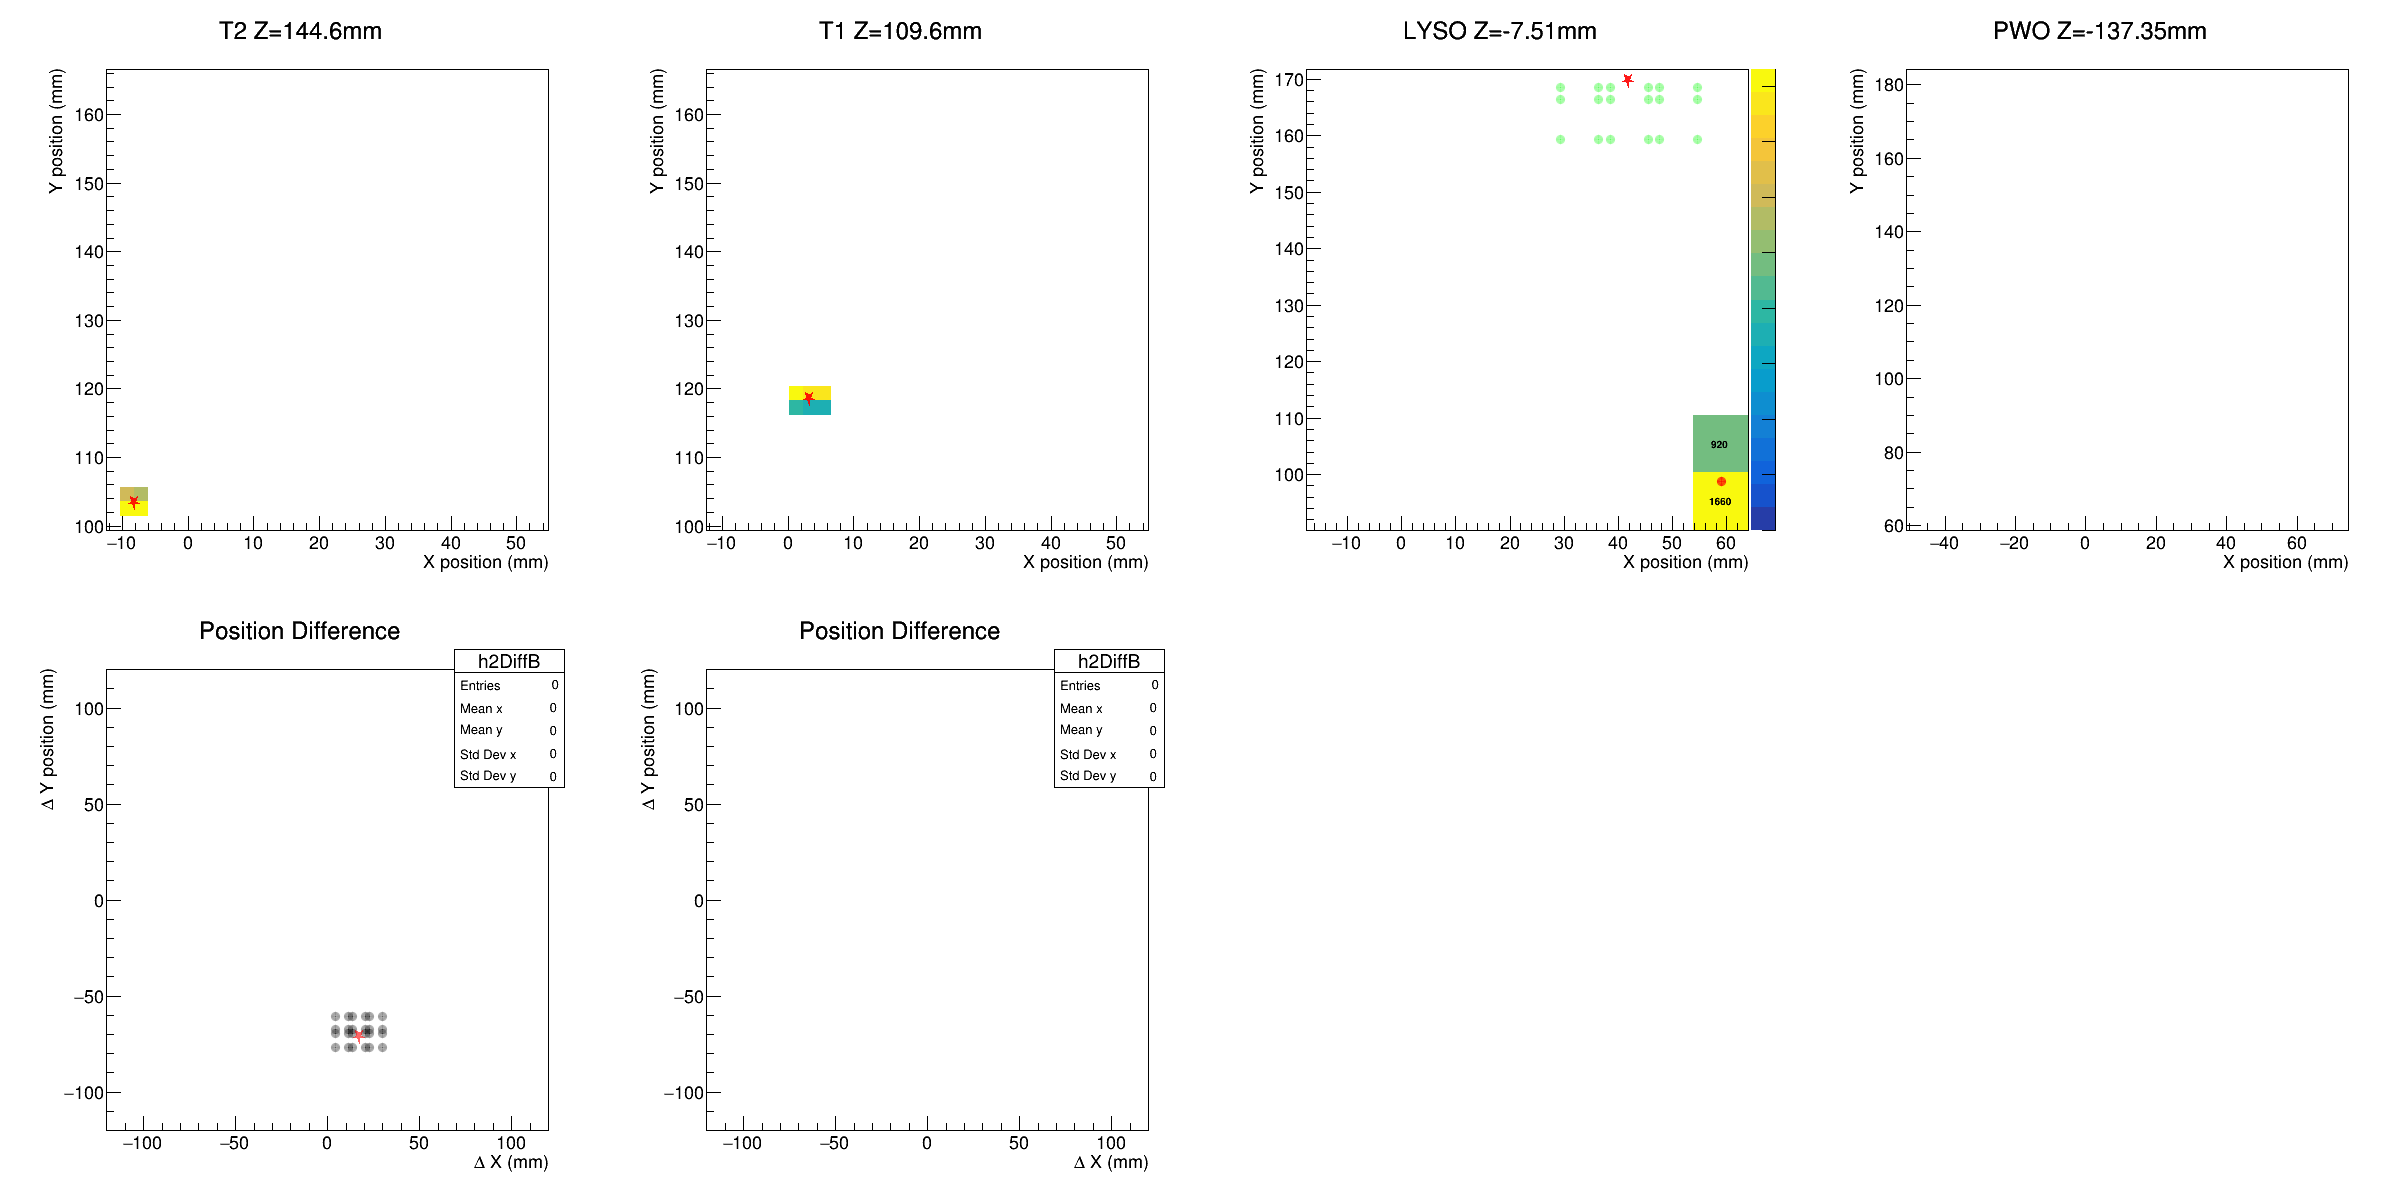 T2 Z=144.6mm
Y position (mm)
160
150
140
130
120
110
100
−10 0 10 20 30 40 50
X position (mm)
T1 Z=109.6mm
Y position (mm)
160
150
140
130
120
110
100
−10 0 10 20 30 40 50
X position (mm)
LYSO Z=-7.51mm
Y position (mm)
170
160
150
140
130
120
110
100
920
1660
−10 0 10 20 30 40 50 60
X position (mm)
PWO Z=-137.35mm
Y position (mm)
180
160
140
120
100
80
60
−40 −20 0 20 40 60
X position (mm)
Position Difference
h2DiffB
Entries 0
Mean x 0
Mean y 0
Std Dev x 0
Std Dev y 0
Δ Y position (mm)
100
50
0
−50
−100
−100 −50 0 50 100
Δ X (mm)
Position Difference
h2DiffB
Entries 0
Mean x 0
Mean y 0
Std Dev x 0
Std Dev y 0
Δ Y position (mm)
100
50
0
−50
−100
−100 −50 0 50 100
Δ X (mm)